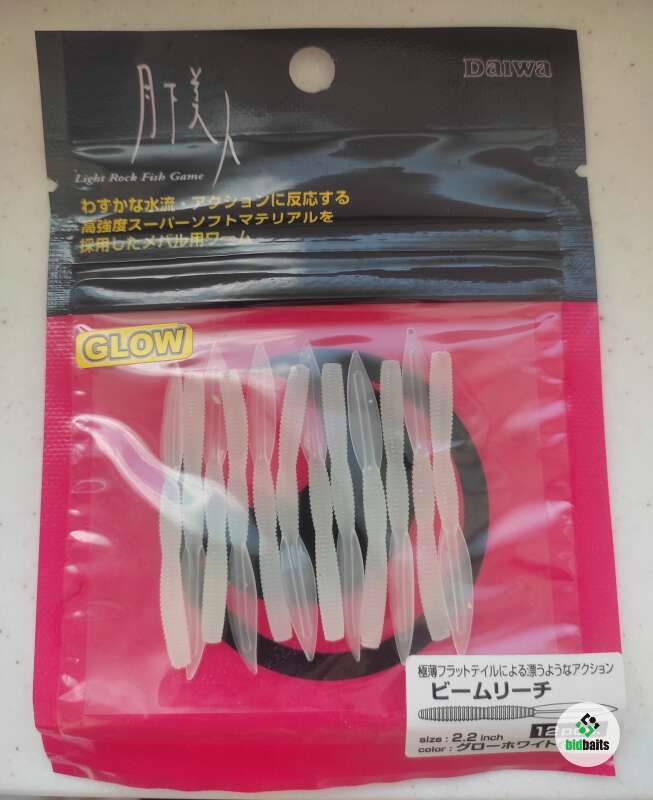 月下美人
DAIWA
Light Rock Fish Game
わずかな水流・アクションに反応する
高強度スーパーソフトマテリアルを
採用したメバル用ワーム
GLOW
極薄フラットテイルによる漂うようなアクション
ビームリーチ
size : 2.2 inch
color : グローホワイト
bidbaits